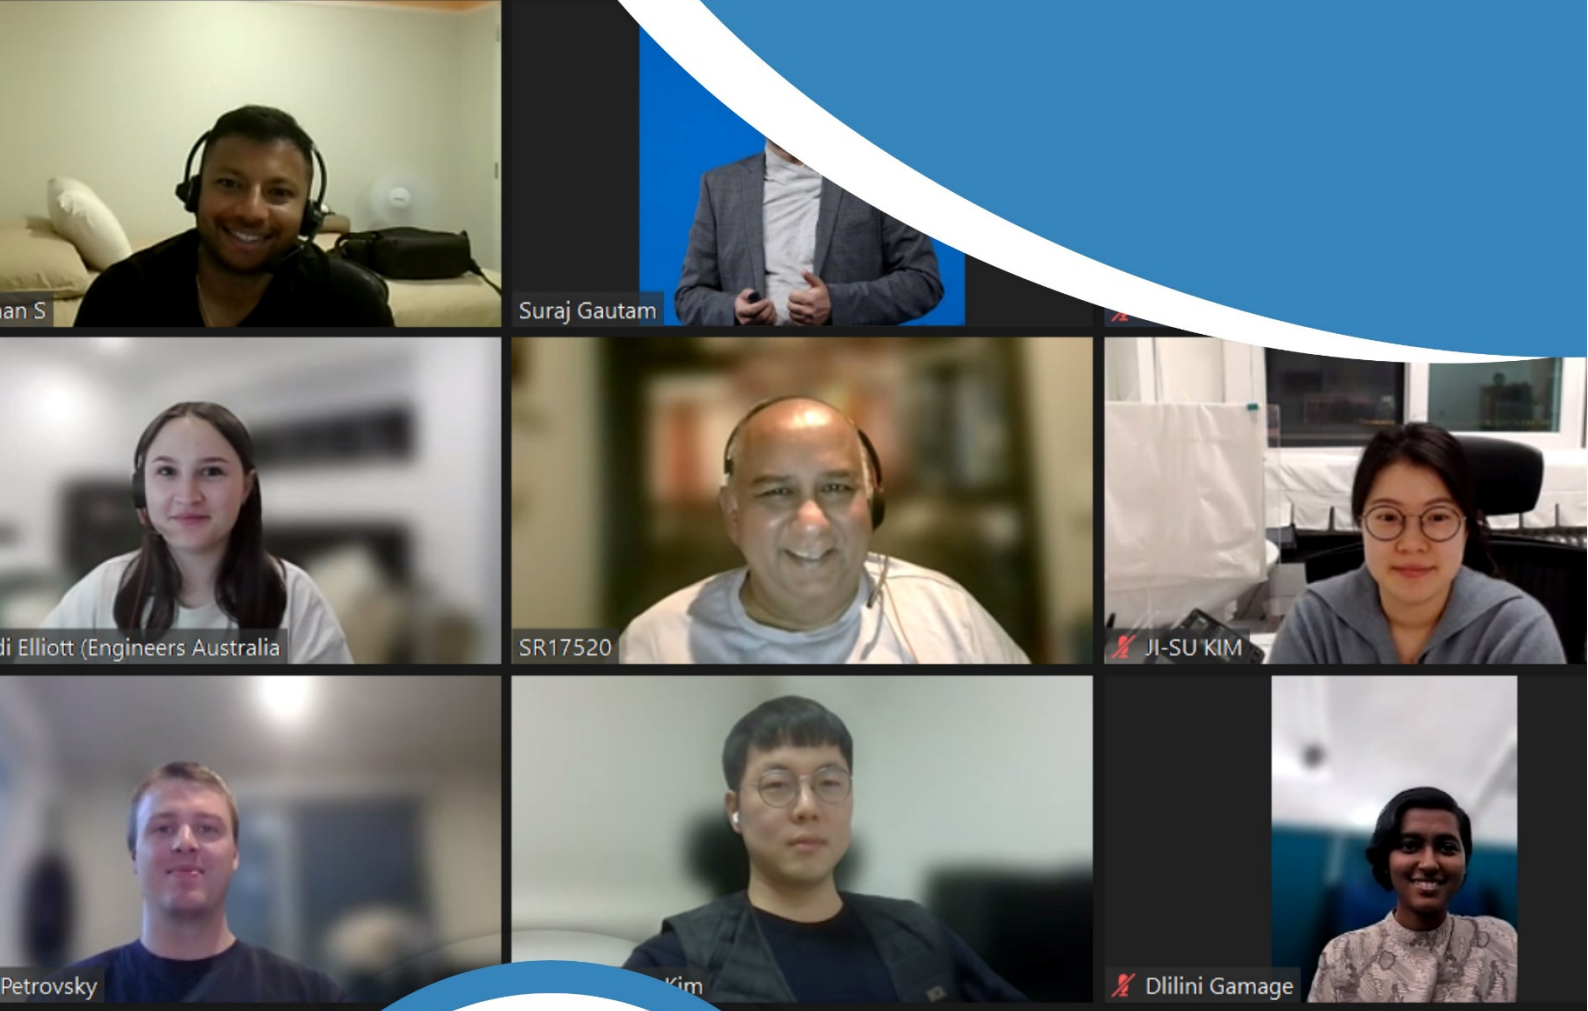 an S
Suraj Gautam
di Elliott (Engineers Australia
SR17520
JI-SU KIM
Petrovsky
Kim
Dlilini Gamage